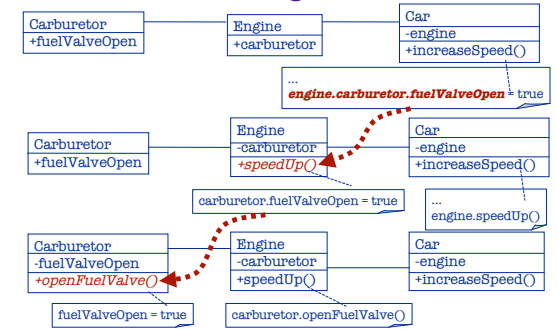 Carburetor
+fuelValveOpen
Engine
+carburetor
Car
-engine
+increaseSpeed()
...
engine.carburetor.fuelValveOpen = true
Carburetor
+fuelValveOpen
Engine
-carburetor
+speedUp()
Car
-engine
+increaseSpeed()
carburetor.fuelValveOpen = true
...
engine.speedUp()
Carburetor
-fuelValveOpen
+openFuelValve()
Engine
-carburetor
+speedUp()
Car
-engine
+increaseSpeed()
fuelValveOpen = true
carburetor.openFuelValve()